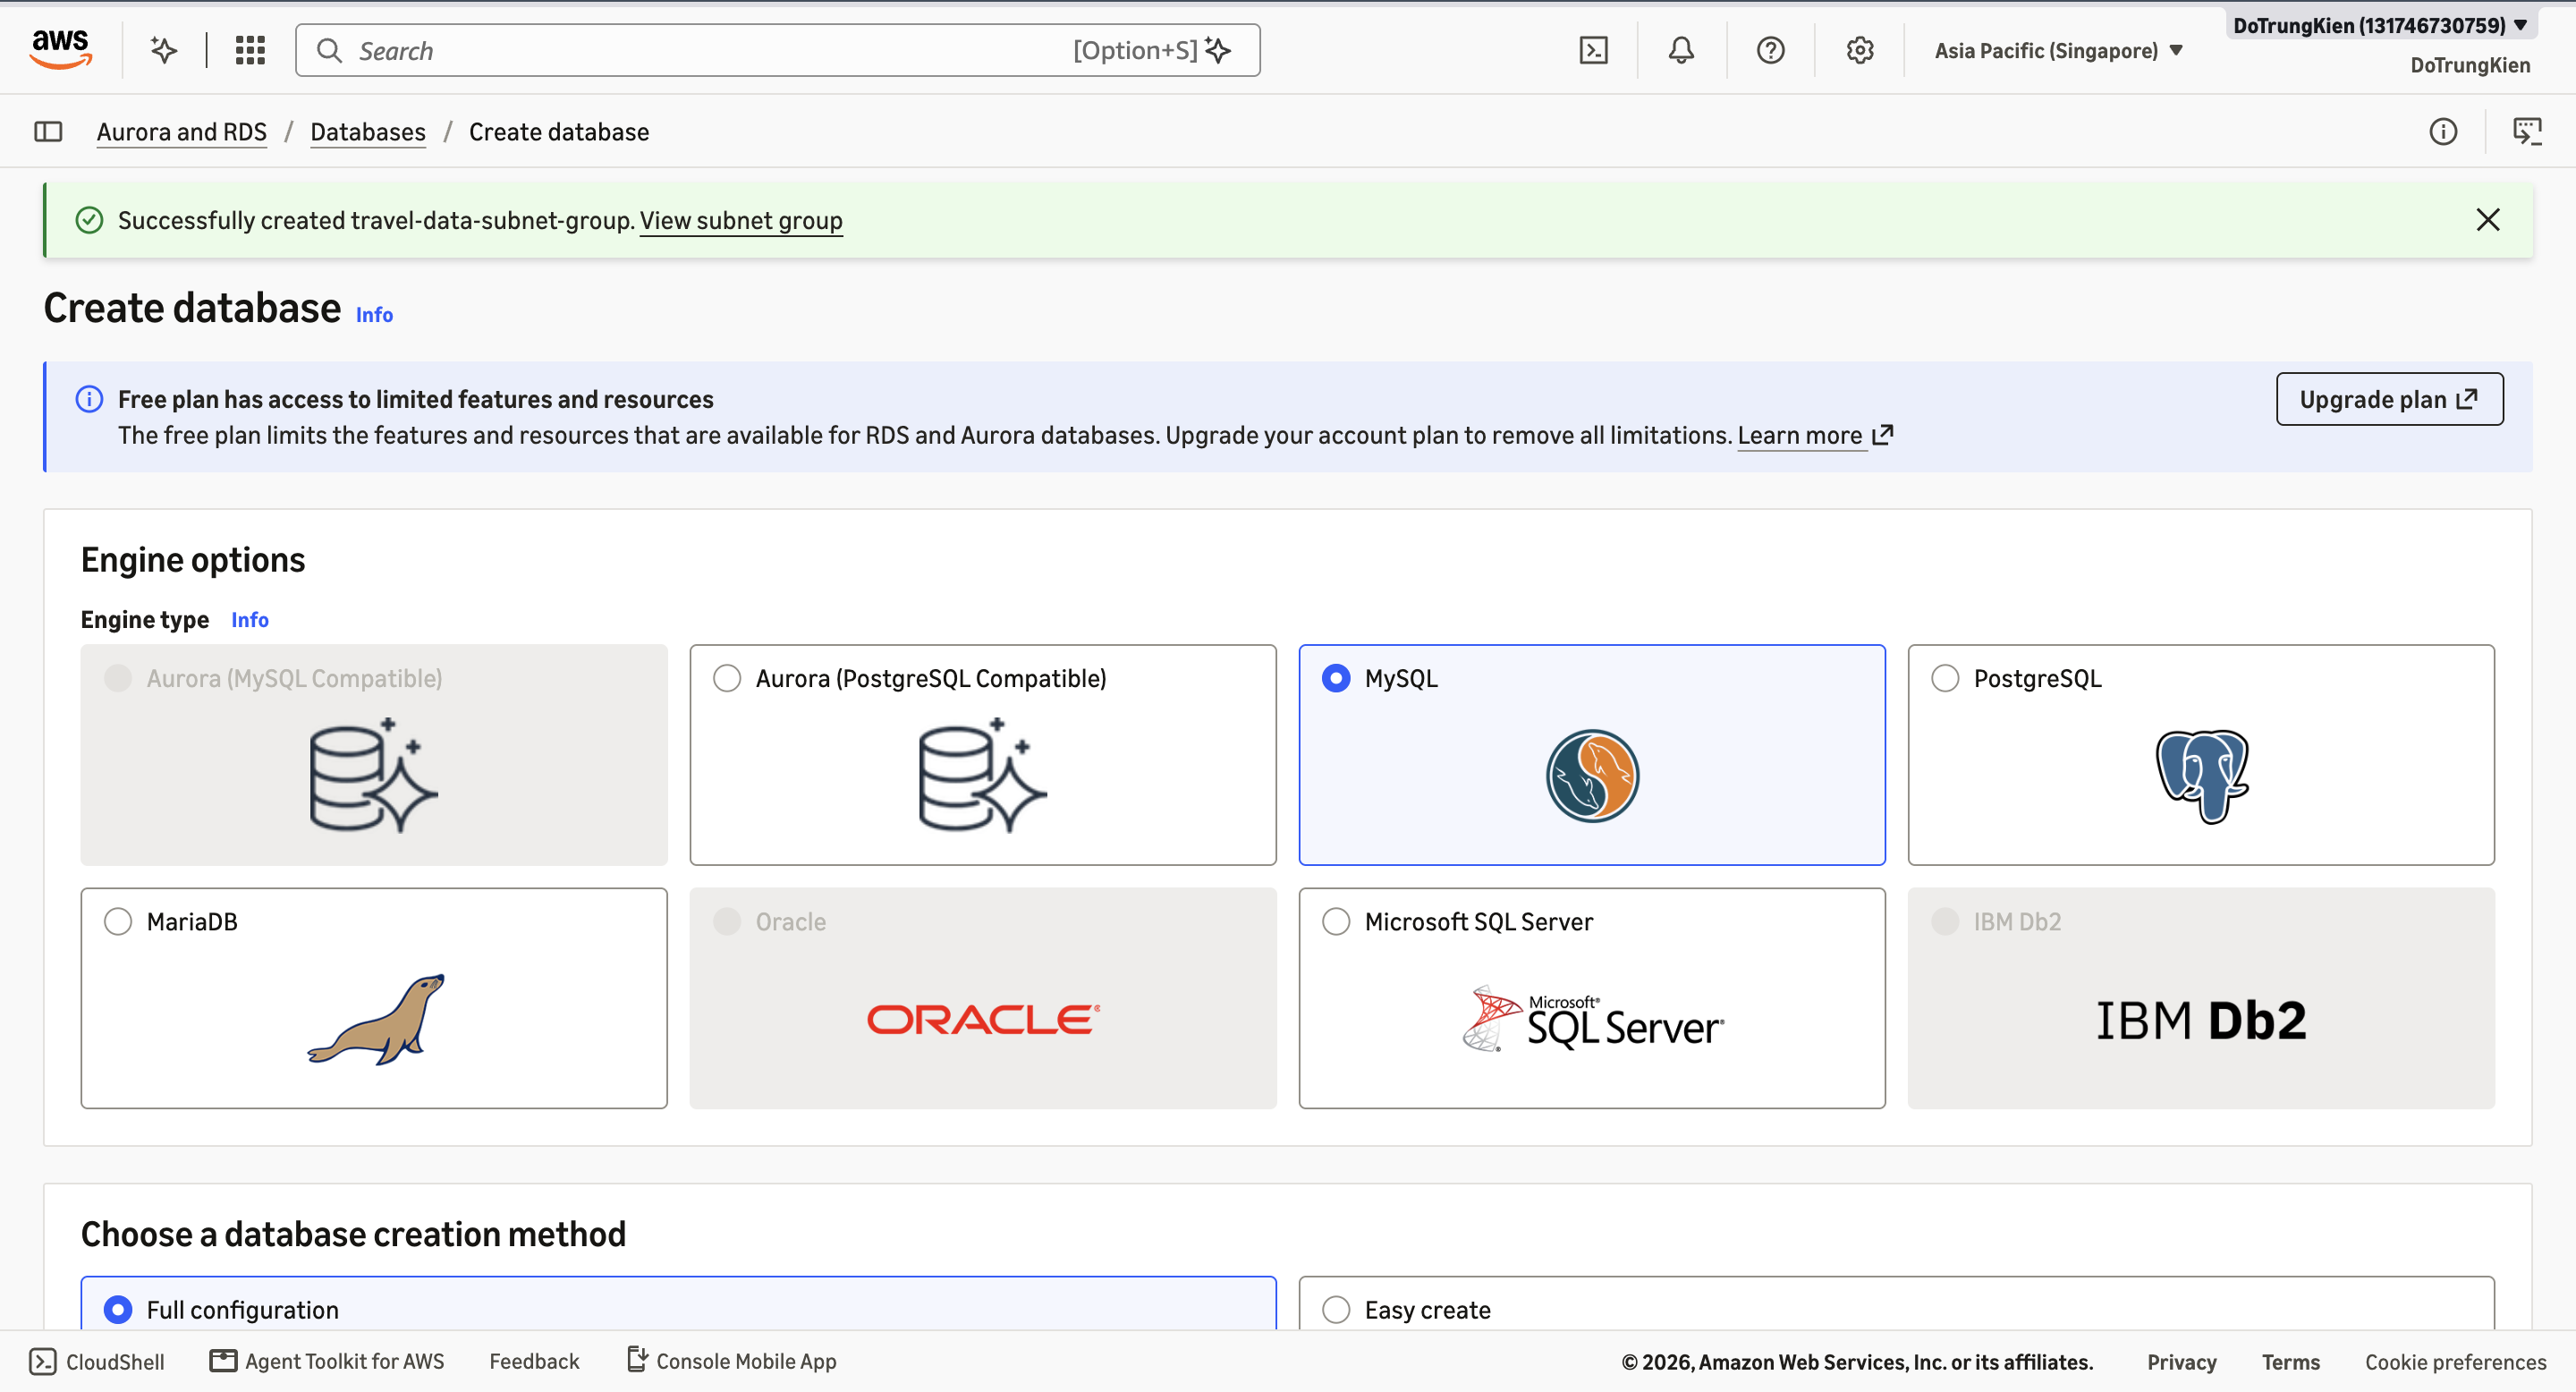 aws
Search [Option+S]
Asia Pacific (Singapore)
DoTrungKien (131746730759)
DoTrungKien
Aurora and RDS / Databases / Create database
Successfully created travel-data-subnet-group. View subnet group
Create database Info
Free plan has access to limited features and resources
The free plan limits the features and resources that are available for RDS and Aurora databases. Upgrade your account plan to remove all limitations. Learn more
Upgrade plan
Engine options
Engine type Info
Aurora (MySQL Compatible)
Aurora (PostgreSQL Compatible)
MySQL
PostgreSQL
MariaDB
Oracle
ORACLE
Microsoft SQL Server
Microsoft®
SQL Server®
IBM Db2
IBM Db2
Choose a database creation method
Full configuration
Easy create
CloudShell Agent Toolkit for AWS Feedback Console Mobile App © 2026, Amazon Web Services, Inc. or its affiliates. Privacy Terms Cookie preferences